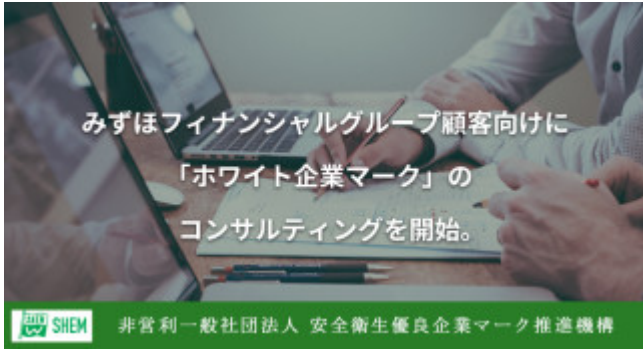 みずほフィナンシャルグループ顧客向けに
「ホワイト企業マーク」の
コンサルティングを開始。
SHEM 非営利一般社団法人 安全衛生優良企業マーク推進機構